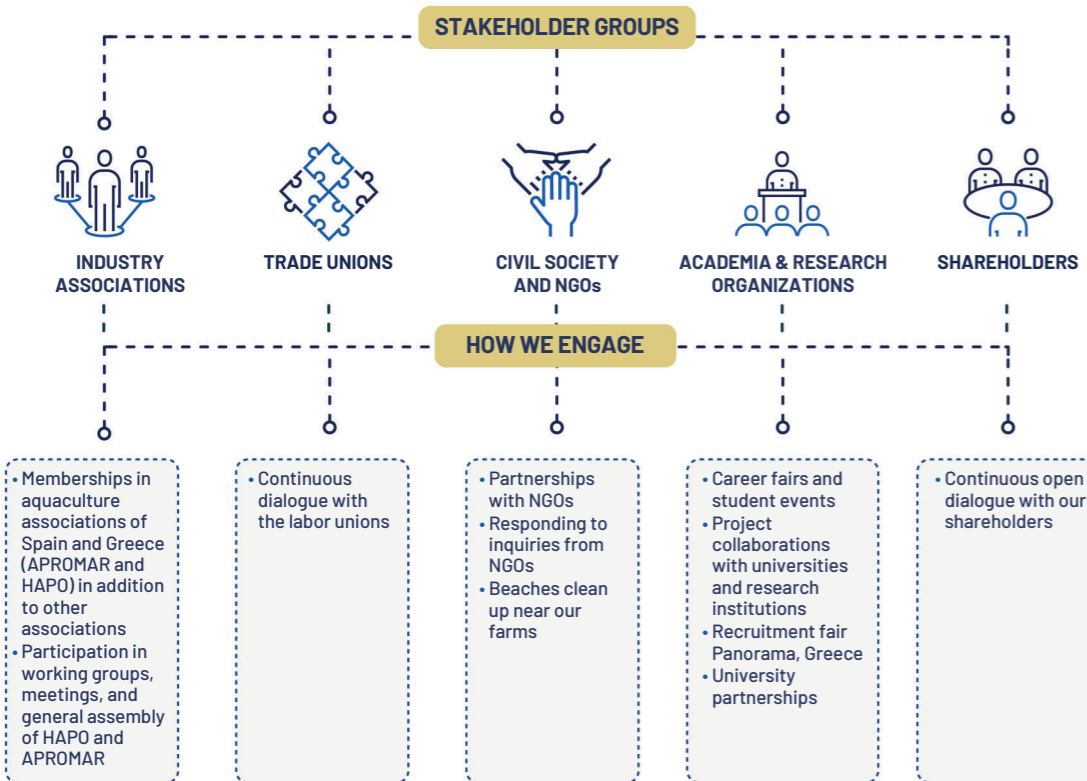 STAKEHOLDER GROUPS
INDUSTRY
ASSOCIATIONS
TRADE UNIONS
CIVIL SOCIETY
AND NGOs
ACADEMIA & RESEARCH
ORGANIZATIONS
SHAREHOLDERS
HOW WE ENGAGE
• Memberships in
aquaculture
associations of
Spain and Greece
(APROMAR and
HAPO) in addition
to other
associations
• Participation in
working groups,
meetings, and
general assembly
of HAPO and
APROMAR
• Continuous
dialogue with
the labor unions
• Partnerships
with NGOs
• Responding to
inquiries from
NGOs
• Beaches clean
up near our
farms
• Career fairs and
student events
• Project
collaborations
with universities
and research
institutions
• Recruitment fair
Panorama, Greece
• University
partnerships
• Continuous open
dialogue with our
shareholders